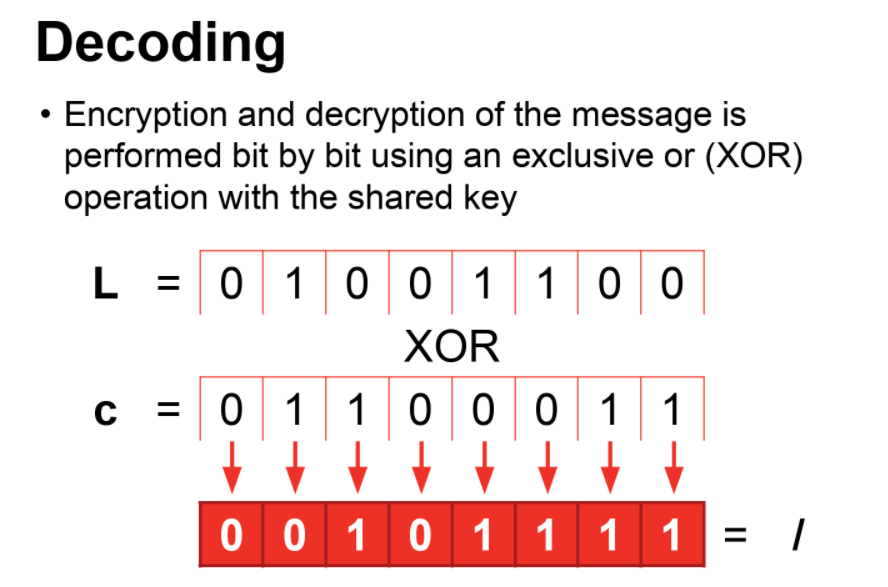 Decoding
• Encryption and decryption of the message is
performed bit by bit using an exclusive or (XOR)
operation with the shared key
L = 0 1 0 0 1 1 0 0
XOR
c = 0 1 1 0 0 0 1 1
0 0 1 0 1 1 1 1 = /